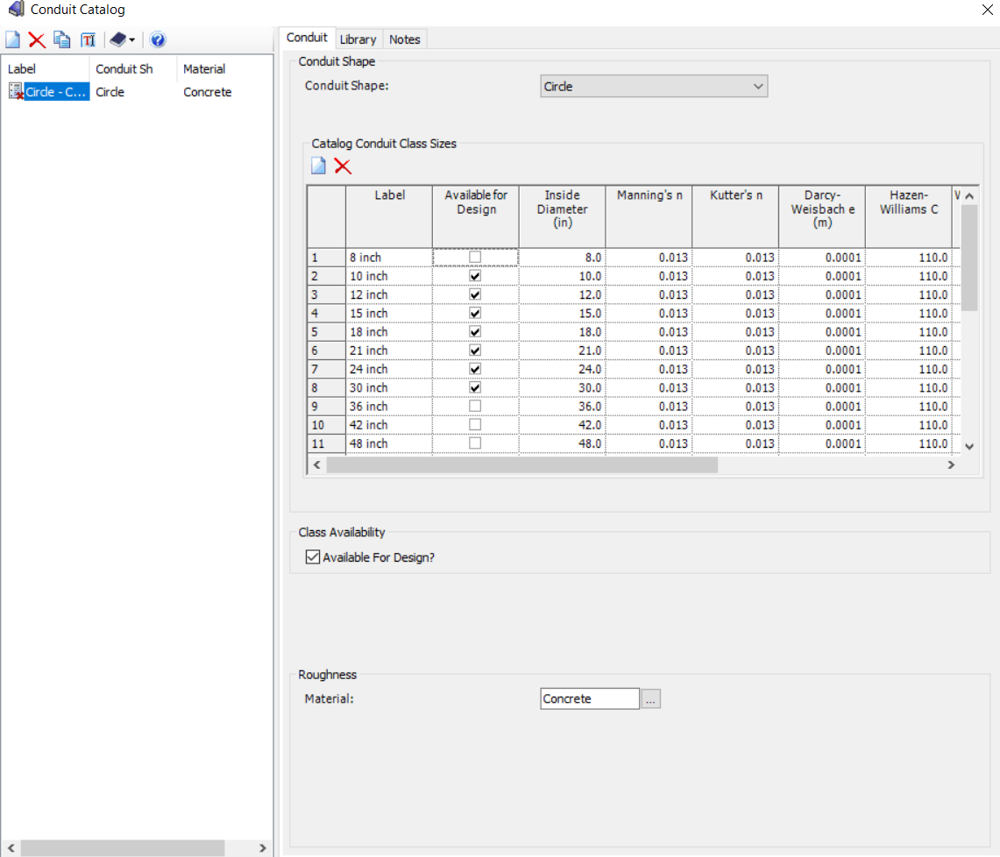 Conduit Catalog
Conduit Library Notes
Label Conduit Sh Material
Circle - C... Circle Concrete
Conduit Shape
Conduit Shape: Circle
Catalog Conduit Class Sizes
Label Available for Design Inside Diameter (in) Manning's n Kutter's n Darcy-Weisbach e (m) Hazen-Williams C
1 8 inch 8.0 0.013 0.013 0.0001 110.0
2 10 inch 10.0 0.013 0.013 0.0001 110.0
3 12 inch 12.0 0.013 0.013 0.0001 110.0
4 15 inch 15.0 0.013 0.013 0.0001 110.0
5 18 inch 18.0 0.013 0.013 0.0001 110.0
6 21 inch 21.0 0.013 0.013 0.0001 110.0
7 24 inch 24.0 0.013 0.013 0.0001 110.0
8 30 inch 30.0 0.013 0.013 0.0001 110.0
9 36 inch 36.0 0.013 0.013 0.0001 110.0
10 42 inch 42.0 0.013 0.013 0.0001 110.0
11 48 inch 48.0 0.013 0.013 0.0001 110.0
Class Availability
Available For Design?
Roughness
Material: Concrete ...